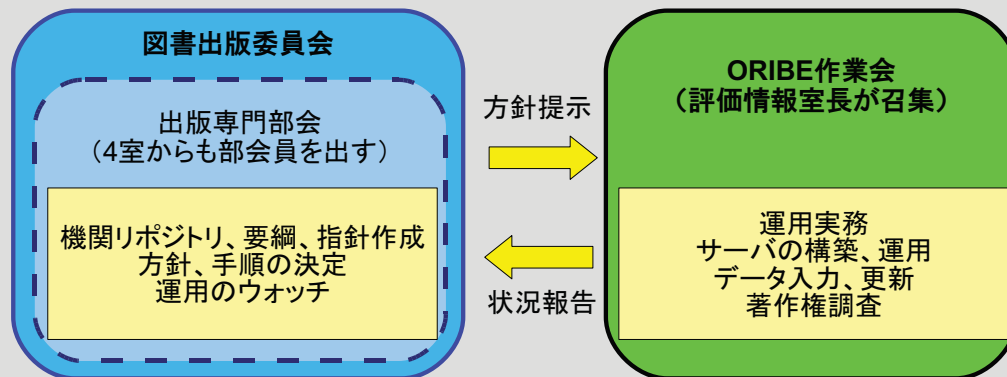 図書出版委員会
出版専門部会
（4室からも部会員を出す）
機関リポジトリ、要綱、指針作成
方針、手順の決定
運用のウォッチ
方針提示
状況報告
ORIBE作業会
（評価情報室長が召集）
運用実務
サーバの構築、運用
データ入力、更新
著作権調査